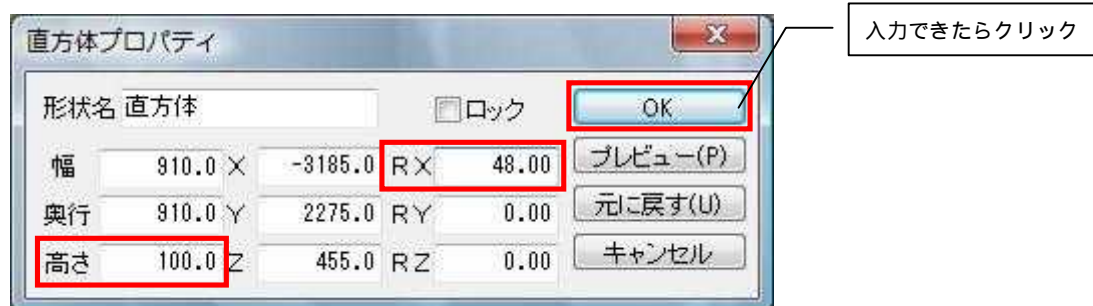 直方体プロパティ
入力できたらクリック
形状名 直方体 ロック OK
幅 910.0 X -3185.0 RX 48.00 プレビュー(P)
奥行 910.0 Y 2275.0 RY 0.00 元に戻す(U)
高さ 100.0 Z 455.0 RZ 0.00 キャンセル